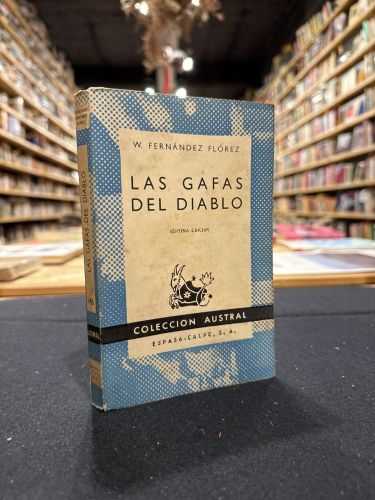 W. FERNÁNDEZ FLÓREZ
LAS GAFAS
DEL DIABLO
SÉPTIMA EDICIÓN
COLECCION AUSTRAL
ESPASA-CALPE, S. A.
LAS GAFAS DEL DIABLO